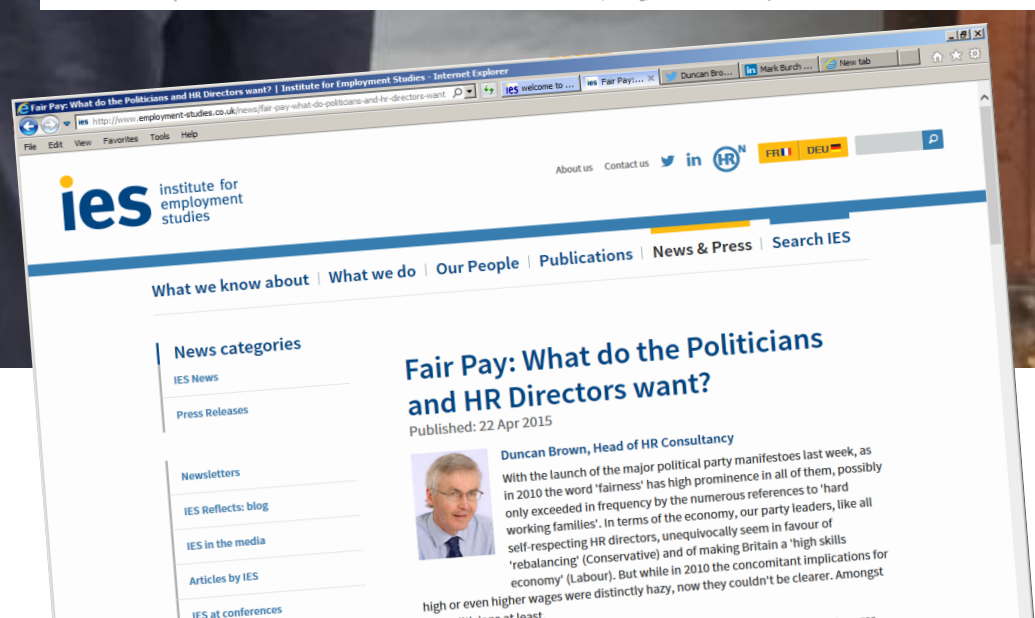 Fair Pay: What do the Politicians and HR Directors want? | Institute for Employment Studies - Internet Explorer
ies http://www.employment-studies.co.uk/news/fair-pay-what-do-politicians-and-hr-directors-want
ies welcome to ...
ies Fair Pay:...
Duncan Bro...
in Mark Burch ...
New tab
File Edit View Favorites Tools Help
About us Contact us in HR N FR DEU
ies institute for
employment
studies
What we know about | What we do | Our People | Publications | News & Press | Search IES
News categories
IES News
Press Releases
Newsletters
IES Reflects: blog
IES in the media
Articles by IES
IES at conferences
Fair Pay: What do the Politicians
and HR Directors want?
Published: 22 Apr 2015
Duncan Brown, Head of HR Consultancy
With the launch of the major political party manifestoes last week, as
in 2010 the word 'fairness' has high prominence in all of them, possibly
only exceeded in frequency by the numerous references to 'hard
working families'. In terms of the economy, our party leaders, like all
self-respecting HR directors, unequivocally seem in favour of
'rebalancing' (Conservative) and of making Britain a 'high skills
economy' (Labour). But while in 2010 the concomitant implications for
high or even higher wages were distinctly hazy, now they couldn't be clearer. Amongst
at least.